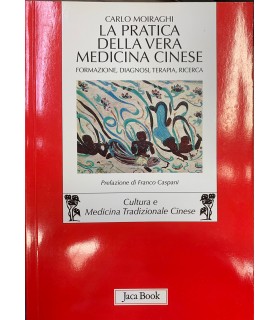 CARLO MOIRAGHI
LA PRATICA
DELLA VERA
MEDICINA CINESE
FORMAZIONE, DIAGNOSI, TERAPIA, RICERCA
Prefazione di Franco Caspani
Cultura e
Medicina Tradizionale Cinese
Jaca Book